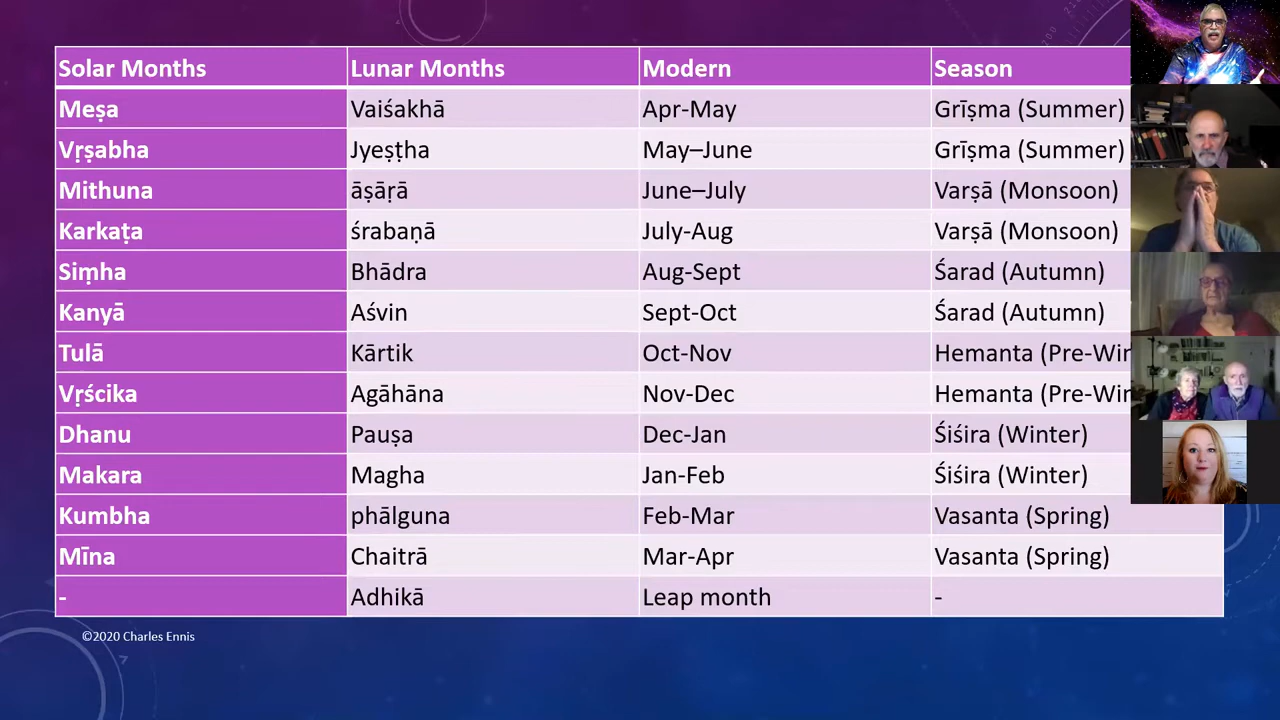 Solar Months Lunar Months Modern Season
Meṣa Vaiśakhā Apr-May Grīṣma (Summer)
Vṛṣabha Jyeṣṭha May–June Grīṣma (Summer)
Mithuna āṣāṛā June–July Varṣā (Monsoon)
Karkaṭa śrabaṇā July-Aug Varṣā (Monsoon)
Siṃha Bhādra Aug-Sept Śarad (Autumn)
Kanyā Aśvin Sept-Oct Śarad (Autumn)
Tulā Kārtik Oct-Nov Hemanta (Pre-Wir
Vṛścika Agāhāna Nov-Dec Hemanta (Pre-Wir
Dhanu Pauṣa Dec-Jan Śiśira (Winter)
Makara Magha Jan-Feb Śiśira (Winter)
Kumbha phālguna Feb-Mar Vasanta (Spring)
Mīna Chaitrā Mar-Apr Vasanta (Spring)
- Adhikā Leap month -
©2020 Charles Ennis